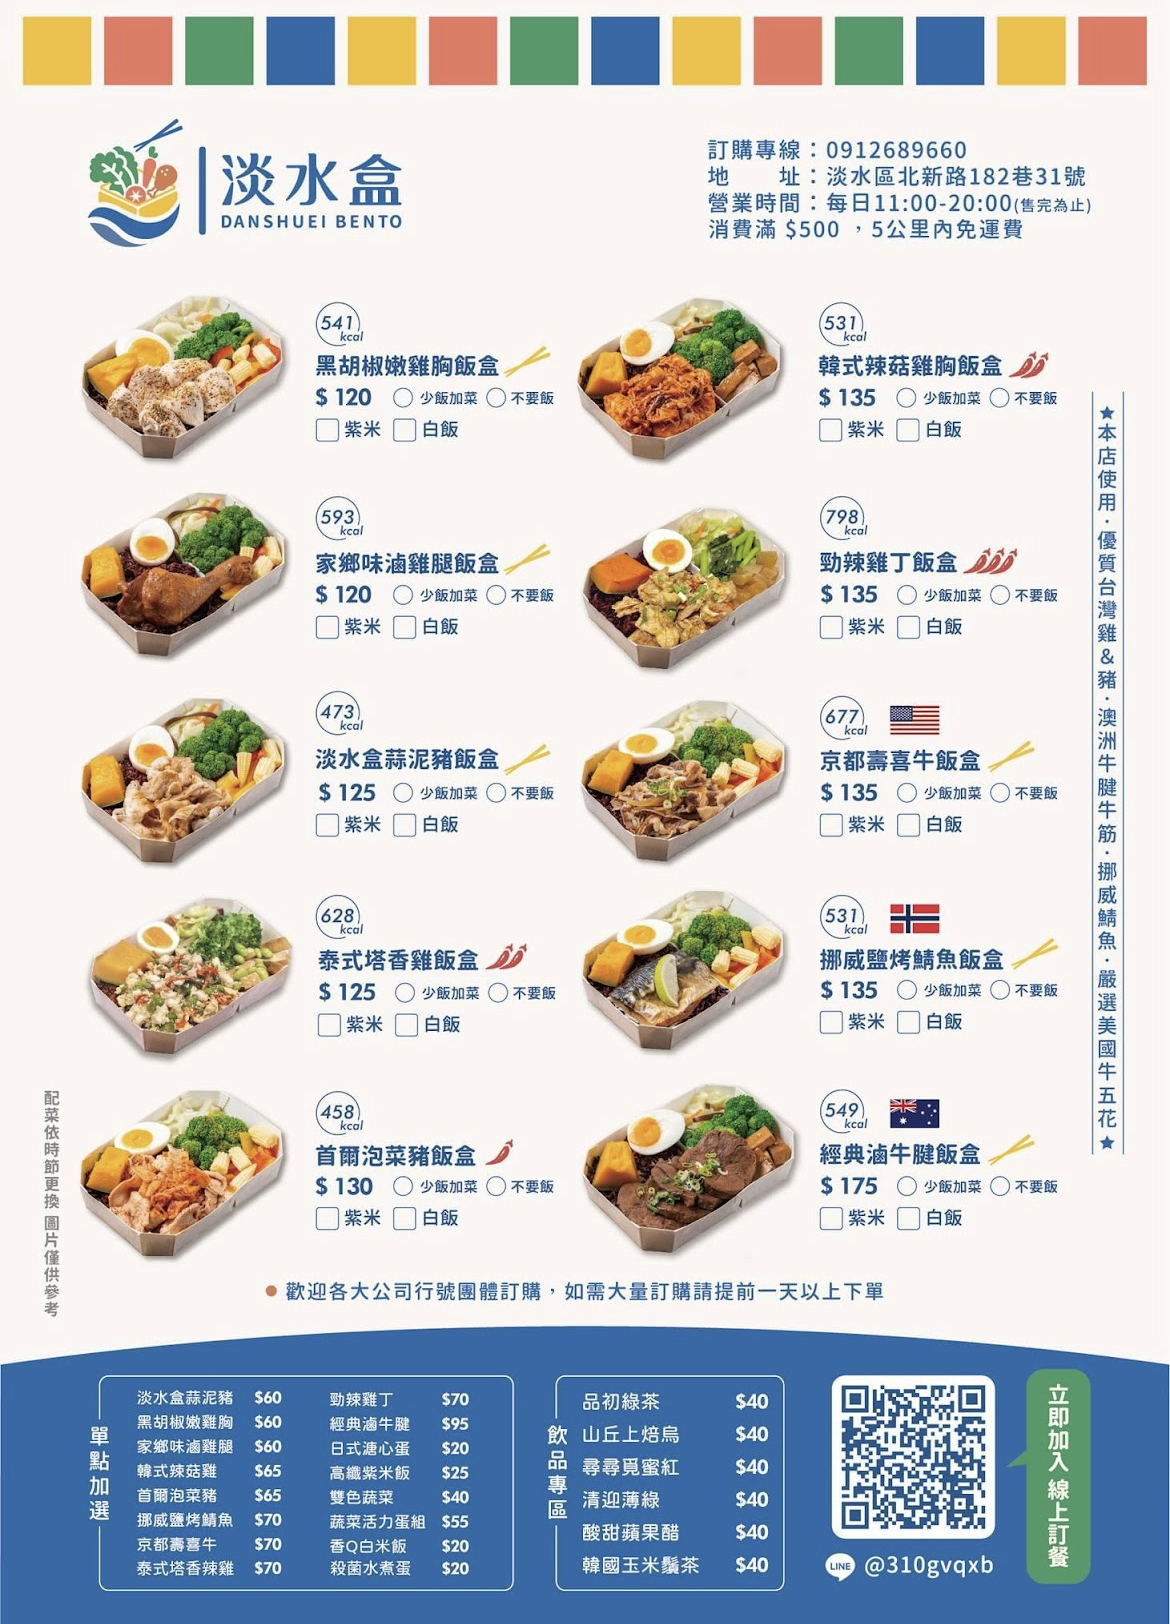 淡水盒
DANSHUEI BENTO
訂購專線：0912689660
地　　址：淡水區北新路182巷31號
營業時間：每日11:00-20:00(售完為止)
消費滿 $500 ，5公里內免運費
541 kcal
黑胡椒嫩雞胸飯盒
$ 120 少飯加菜 不要飯
紫米 白飯
531 kcal
韓式辣菇雞胸飯盒
$ 135 少飯加菜 不要飯
紫米 白飯
593 kcal
家鄉味滷雞腿飯盒
$ 120 少飯加菜 不要飯
紫米 白飯
798 kcal
勁辣雞丁飯盒
$ 135 少飯加菜 不要飯
紫米 白飯
473 kcal
淡水盒蒜泥豬飯盒
$ 125 少飯加菜 不要飯
紫米 白飯
677 kcal
京都壽喜牛飯盒
$ 135 少飯加菜 不要飯
紫米 白飯
628 kcal
泰式塔香雞飯盒
$ 125 少飯加菜 不要飯
紫米 白飯
531 kcal
挪威鹽烤鯖魚飯盒
$ 135 少飯加菜 不要飯
紫米 白飯
458 kcal
首爾泡菜豬飯盒
$ 130 少飯加菜 不要飯
紫米 白飯
549 kcal
經典滷牛腱飯盒
$ 175 少飯加菜 不要飯
紫米 白飯
★本店使用·優質台灣雞&豬·澳洲牛腱牛筋·挪威鯖魚·嚴選美國牛五花★
配菜依時節更換 圖片僅供參考
歡迎各大公司行號團體訂購，如需大量訂購請提前一天以上下單
單點加選
淡水盒蒜泥豬 $60
黑胡椒嫩雞胸 $60
家鄉味滷雞腿 $60
韓式辣菇雞 $65
首爾泡菜豬 $65
挪威鹽烤鯖魚 $70
京都壽喜牛 $70
泰式塔香辣雞 $70
勁辣雞丁 $70
經典滷牛腱 $95
日式溏心蛋 $20
高纖紫米飯 $25
雙色蔬菜 $40
蔬菜活力蛋組 $55
香Q白米飯 $20
殺菌水煮蛋 $20
飲品專區
品初綠茶 $40
山丘上焙烏 $40
尋尋覓蜜紅 $40
清迎薄綠 $40
酸甜蘋果醋 $40
韓國玉米鬚茶 $40
LINE @310gvqxb
立即加入 線上訂餐